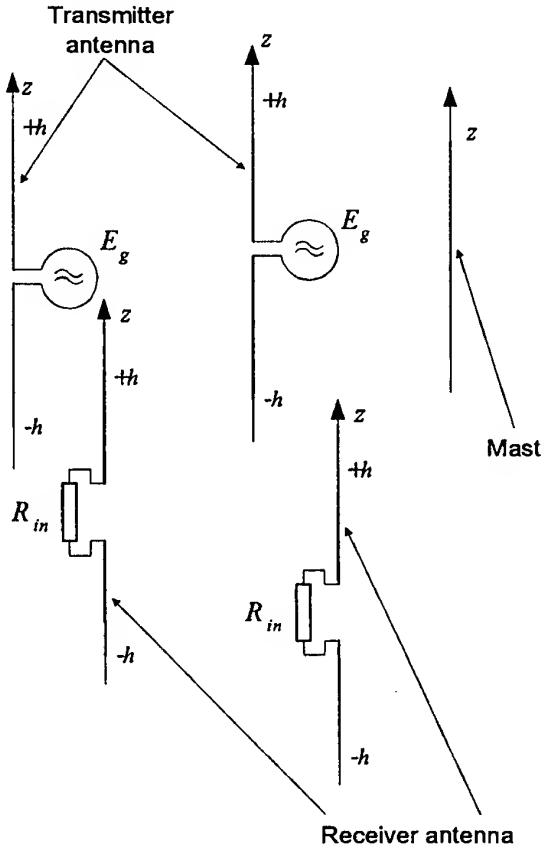 Transmitter
antenna
z
+h
z
+h
z
E_g
E_g
-h
-h
z
+h
z
+h
Mast
R_in
R_in
-h
-h
Receiver antenna